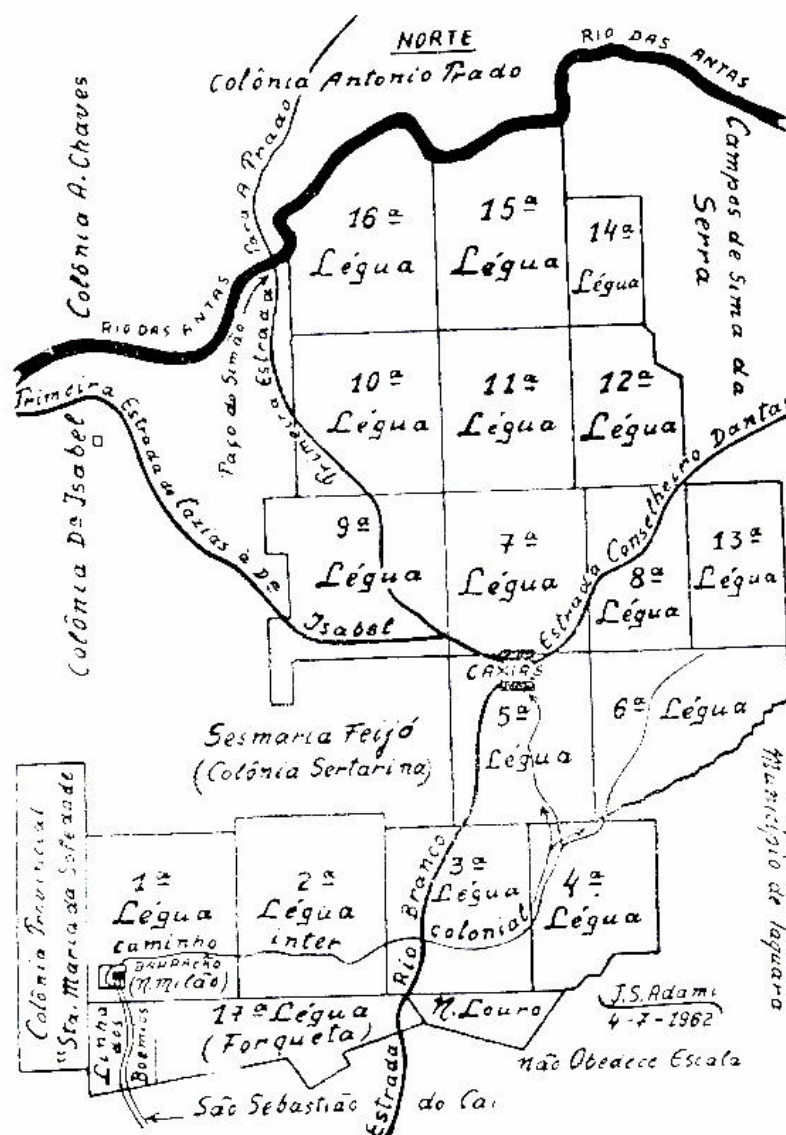 NORTE
RIO DAS ANTAS
Colônia Antonio Prado
Colônia A. Chaves
Para A. Prado
Campos de Sima da
Serra
16ª
Légua
15ª
Légua
14ª
Légua
RIO DAS ANTAS
Paço do Simão
Primeira Estrada
10ª
Légua
11ª
Légua
12ª
Légua
Primeira Estrada de Caxias à Dª
Isabel
Colônia Dª Isabel
Estrada Conselheiro Dantas
9ª
Légua
7ª
Légua
8ª
Légua
13ª
Légua
CAXIAS
5ª
Légua
6ª Légua
Sesmaria Feijó
(Colônia Sertorina)
Município de Taquara
Colônia Provincial
"Sta. Maria da Soledade
1ª
Légua
2ª
Légua
3ª
Légua
4ª
Légua
caminho
inter
colonial
(N. Milão)
Estrada Rio Branco
17ª Légua
(Forqueta)
N. Louro
J.S. Adami
4-7-1962
Linha
dos
Boemios
não Obedece Escala
São Sebastião do Cai